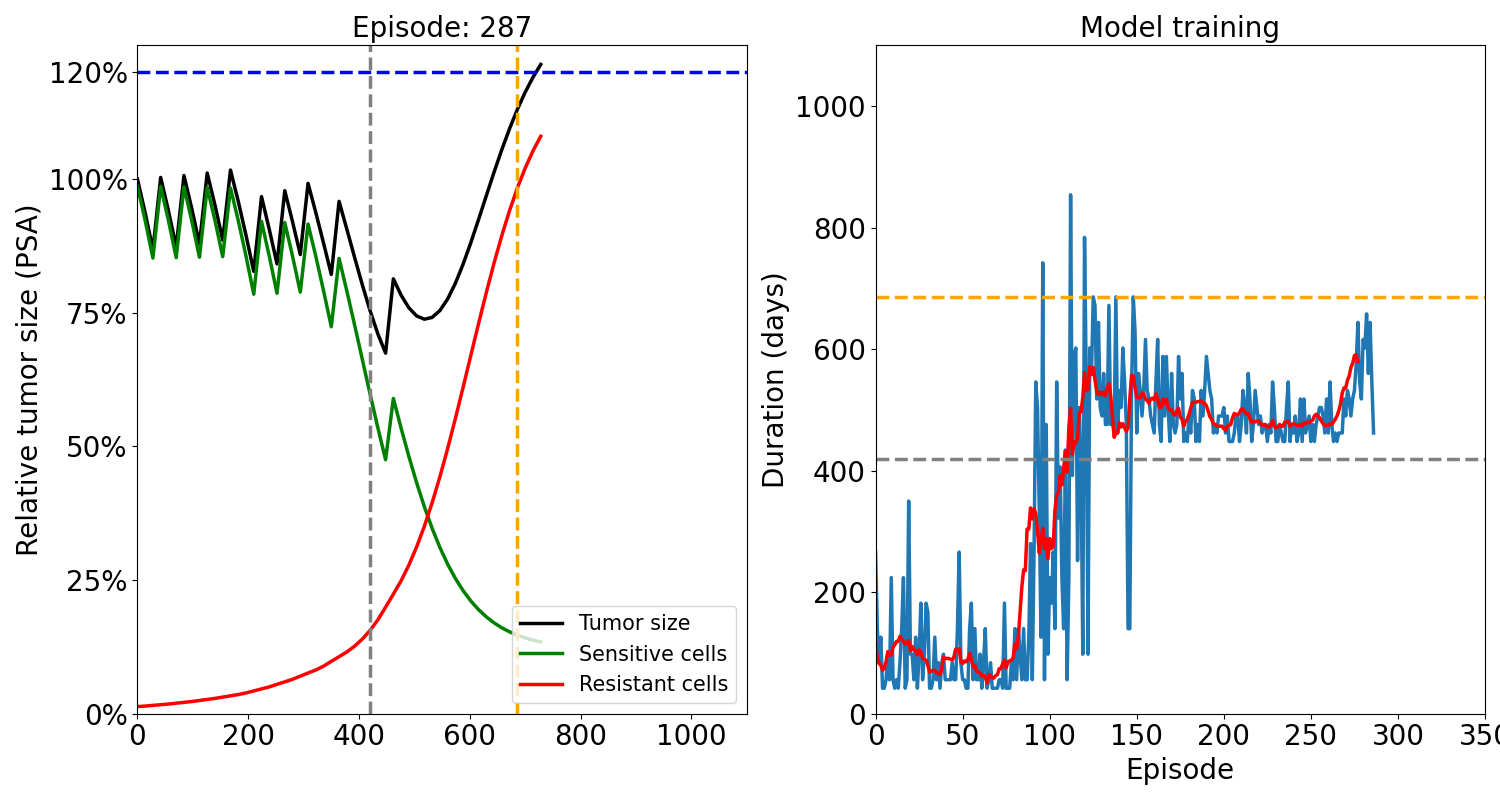 Episode: 287
Relative tumor size (PSA)
120%
100%
75%
50%
25%
0%
0 200 400 600 800 1000
Tumor size
Sensitive cells
Resistant cells
Model training
Duration (days)
1000
800
600
400
200
0
0 50 100 150 200 250 300 350
Episode